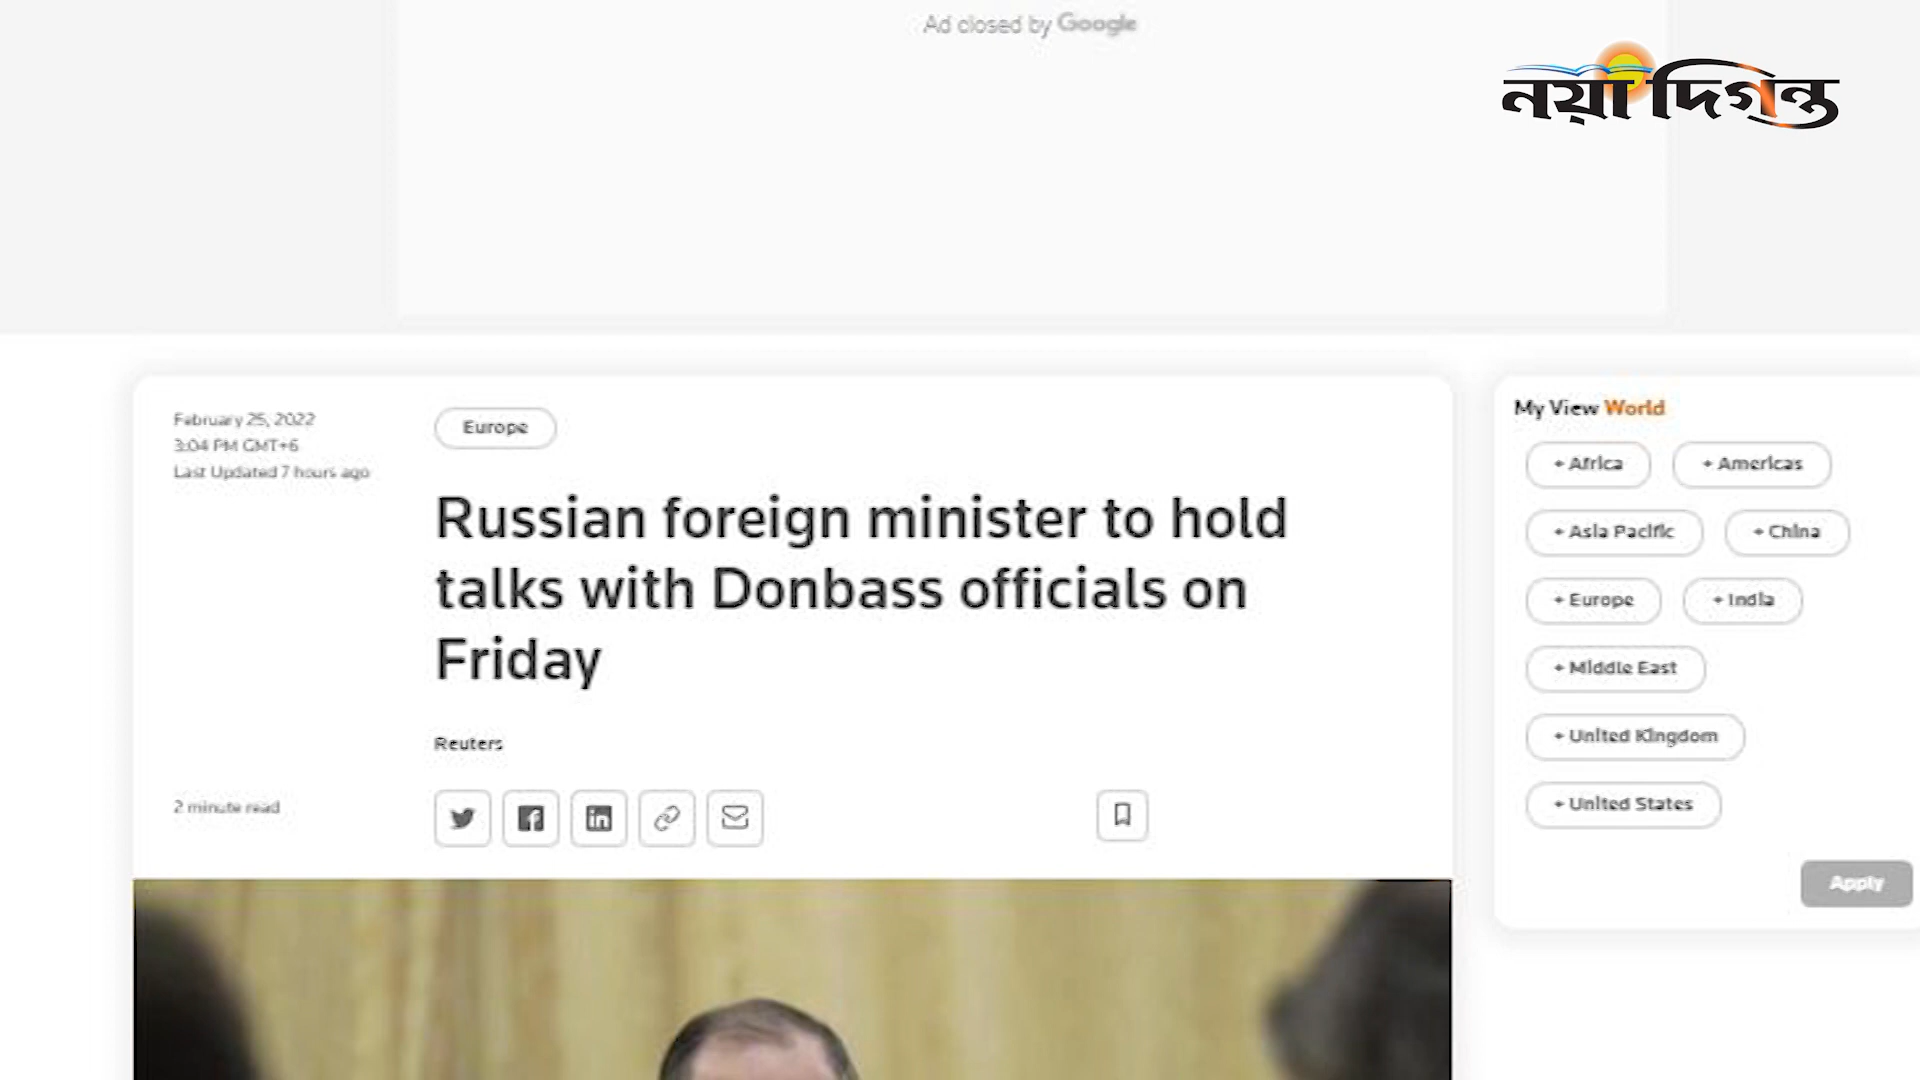 Ad closed by Google
নয়া দিগন্ত
February 25, 2022
3:04 PM GMT+6
Last Updated 7 hours ago
Europe
Russian foreign minister to hold
talks with Donbass officials on
Friday
Reuters
2 minute read
My View World
+ Africa
+ Americas
+ Asia Pacific
+ China
+ Europe
+ India
+ Middle East
+ United Kingdom
+ United States
Apply